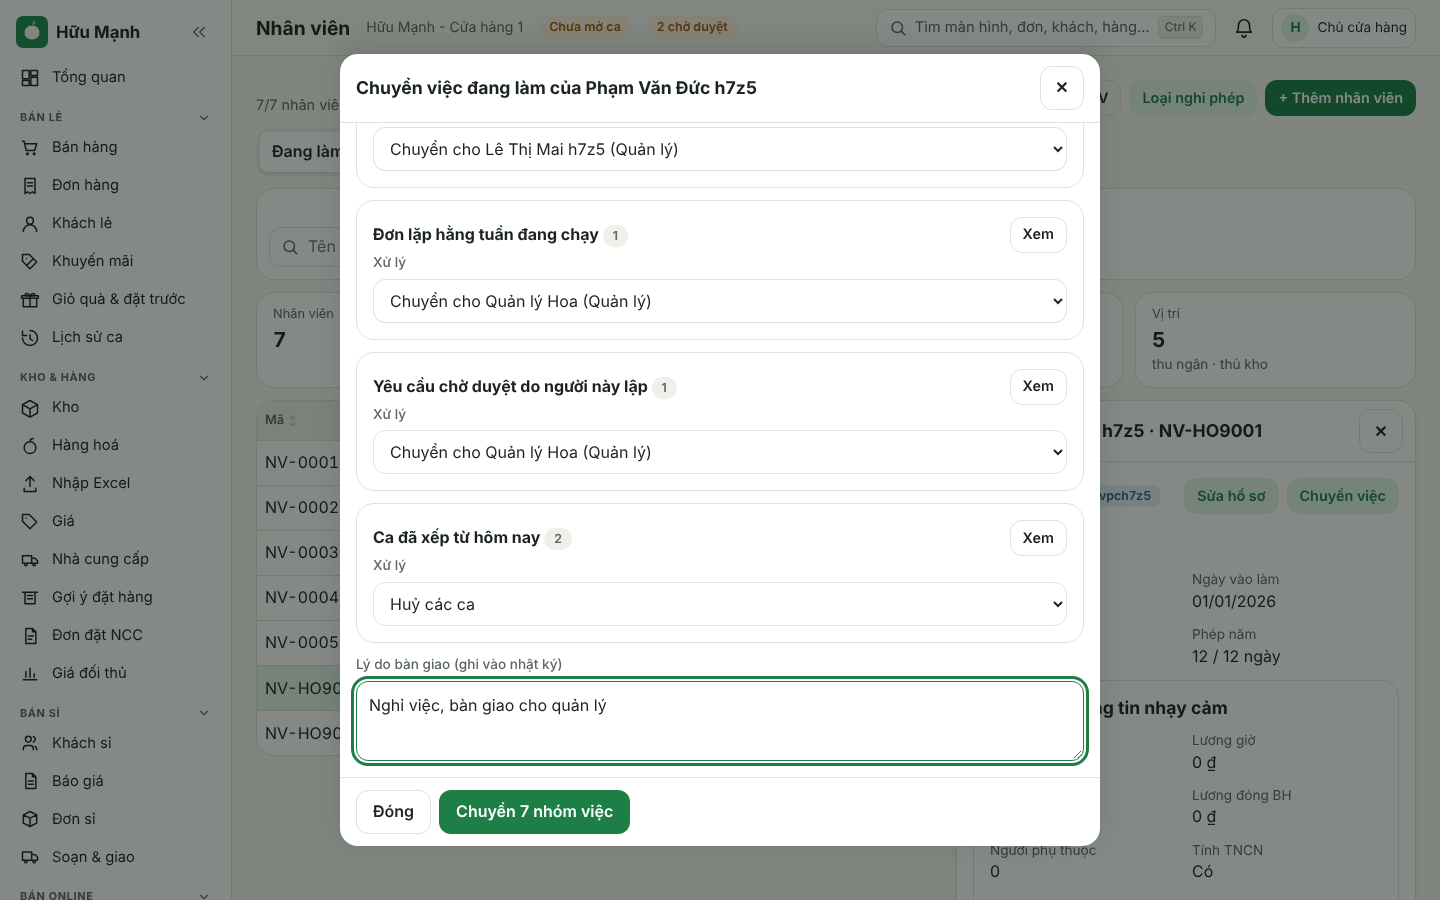 Hữu Mạnh
Tổng quan
BÁN LẺ
Bán hàng
Đơn hàng
Khách lẻ
Khuyến mãi
Giỏ quà & đặt trước
Lịch sử ca
KHO & HÀNG
Kho
Hàng hoá
Nhập Excel
Giá
Nhà cung cấp
Gợi ý đặt hàng
Đơn đặt NCC
Giá đối thủ
BÁN SỈ
Khách sỉ
Báo giá
Đơn sỉ
Soạn & giao
BÁN ONLINE
Nhân viên
Hữu Mạnh - Cửa hàng 1
Chưa mở ca
2 chờ duyệt
Tìm màn hình, đơn, khách, hàng...
Ctrl K
H
Chủ cửa hàng
7/7 nhân viê
V
Loại nghỉ phép
+ Thêm nhân viên
Đang làm
Tên
Nhân viên
7
Vị trí
5
thu ngân · thủ kho
Mã
NV-0001
NV-0002
NV-0003
NV-0004
NV-0005
NV-HO90
NV-HO90
Chuyển việc đang làm của Phạm Văn Đức h7z5
Chuyển cho Lê Thị Mai h7z5 (Quản lý)
Đơn lặp hằng tuần đang chạy 1
Xem
Xử lý
Chuyển cho Quản lý Hoa (Quản lý)
Yêu cầu chờ duyệt do người này lập 1
Xem
Xử lý
Chuyển cho Quản lý Hoa (Quản lý)
Ca đã xếp từ hôm nay 2
Xem
Xử lý
Huỷ các ca
Lý do bàn giao (ghi vào nhật ký)
Nghỉ việc, bàn giao cho quản lý
Đóng
Chuyển 7 nhóm việc
h7z5 · NV-HO9001
vpch7z5
Sửa hồ sơ
Chuyển việc
Ngày vào làm
01/01/2026
Phép năm
12 / 12 ngày
g tin nhạy cảm
Lương giờ
0 ₫
Lương đóng BH
0 ₫
Người phụ thuộc
0
Tính TNCN
Có